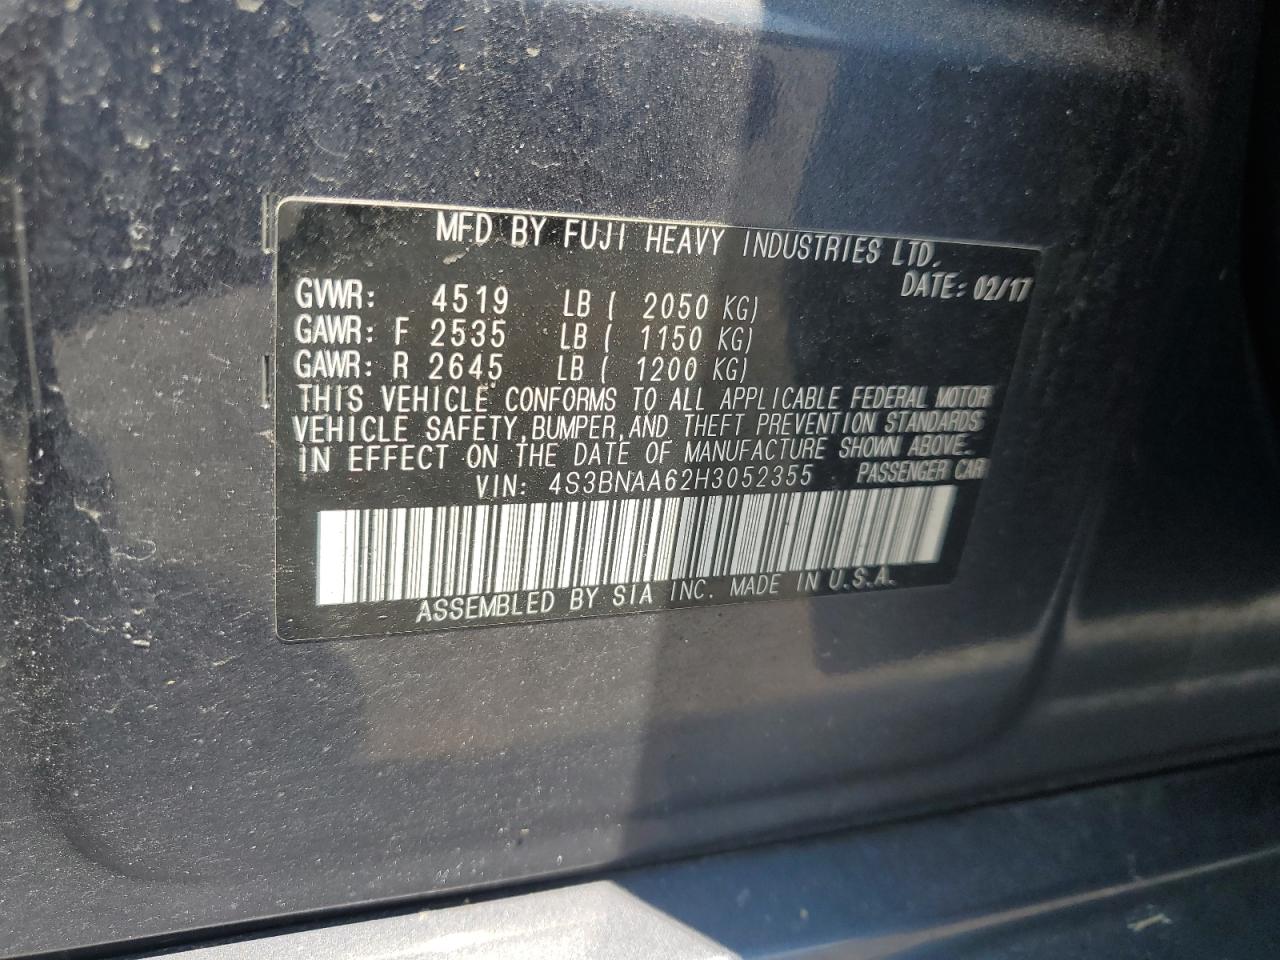 MFD BY FUJI HEAVY INDUSTRIES LTD.
DATE: 02/17
GVWR: 4519 LB ( 2050 KG)
GAWR: F 2535 LB ( 1150 KG)
GAWR: R 2645 LB ( 1200 KG)
THIS VEHICLE CONFORMS TO ALL APPLICABLE FEDERAL MOTOR
VEHICLE SAFETY, BUMPER, AND THEFT PREVENTION STANDARDS
IN EFFECT ON THE DATE OF MANUFACTURE SHOWN ABOVE.
VIN: 4S3BNAA62H3052355 PASSENGER CAR
ASSEMBLED BY SIA INC. MADE IN U.S.A.